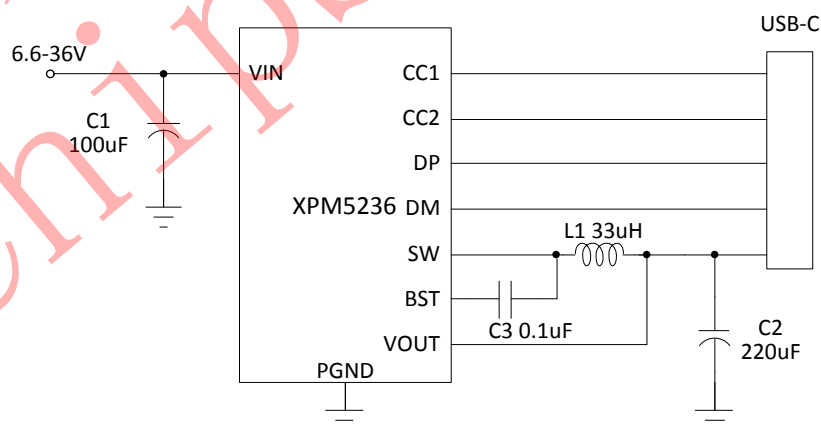 USB-C
6.6-36V
VIN
CC1
C1
100uF
CC2
DP
XPM5236
DM
L1 33uH
SW
BST
C3 0.1uF
C2
220uF
VOUT
PGND
chips